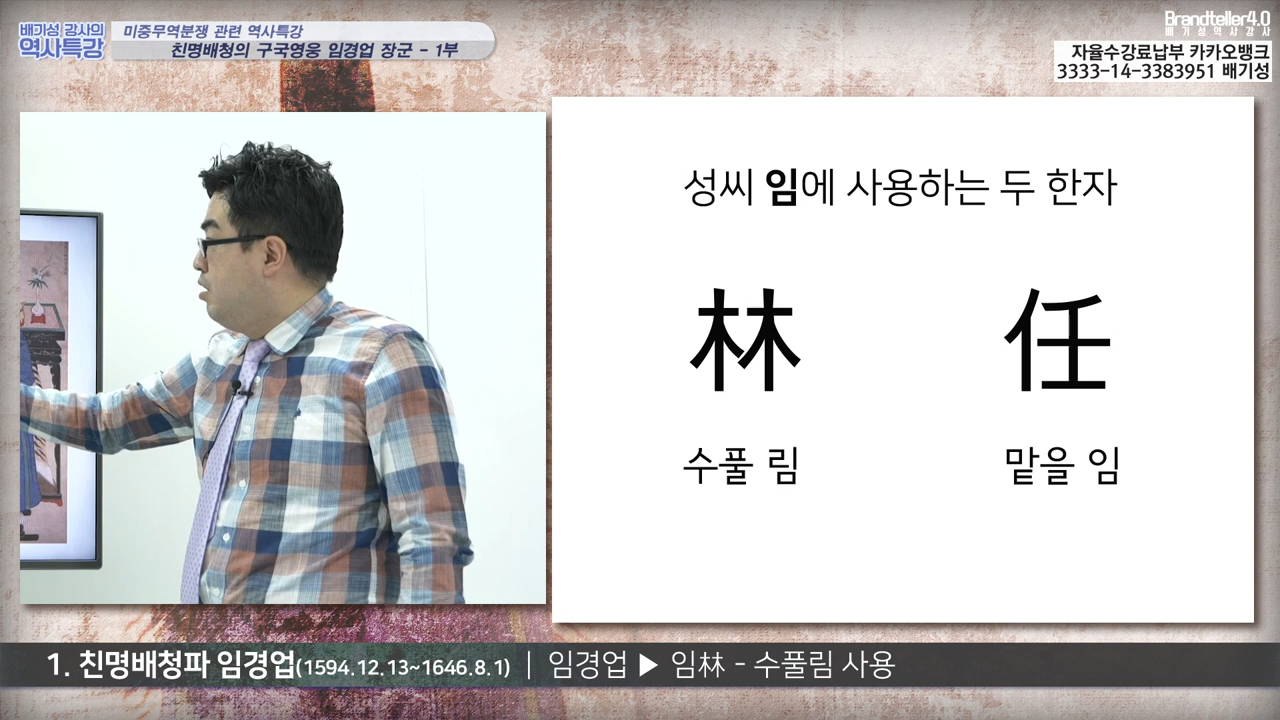 배기성 강사의
역사특강
미중무역분쟁 관련 역사특강
친명배청의 구국영웅 임경업 장군 - 1부
Brandteller4.0
배기성역사강사
자율수강료납부 카카오뱅크
3333-14-3383951 배기성
성씨 임에 사용하는 두 한자
林 任
수풀 림 맡을 임
1. 친명배청파 임경업(1594.12.13~1646.8.1) | 임경업 ▶ 임林 - 수풀림 사용